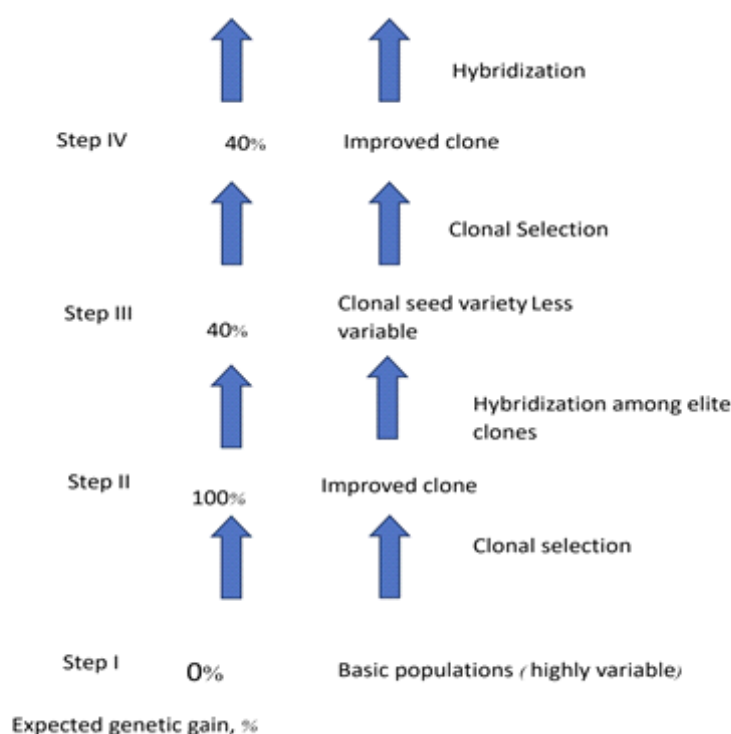 Hybridization
Step IV 40% Improved clone
Clonal Selection
Step III 40% Clonal seed variety Less
variable
Hybridization among elite
clones
Step II 100% Improved clone
Clonal selection
Step I 0% Basic populations ( highly variable)
Expected genetic gain, %